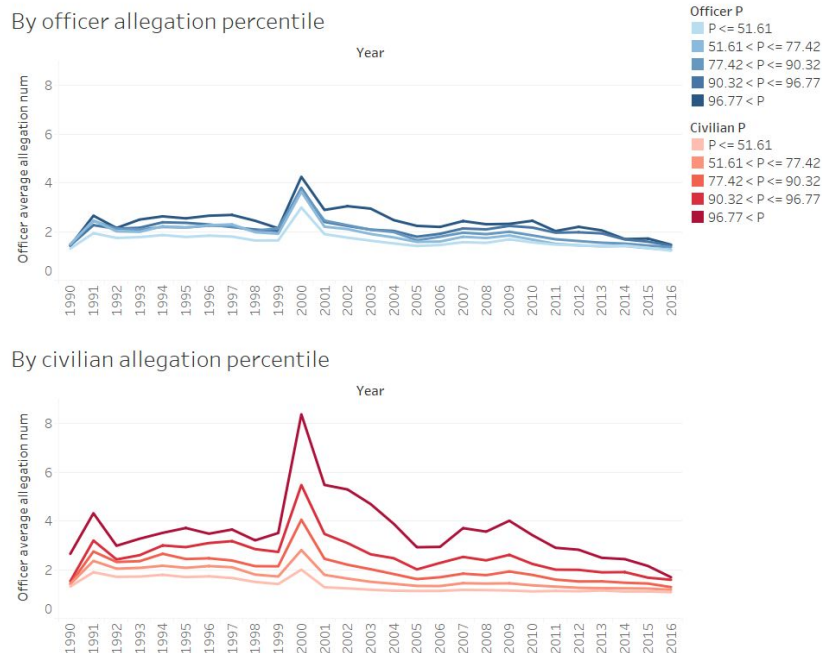 By officer allegation percentile
Year
Officer average allegation num
8
6
4
2
0
1990 1991 1992 1993 1994 1995 1996 1997 1998 1999 2000 2001 2002 2003 2004 2005 2006 2007 2008 2009 2010 2011 2012 2013 2014 2015 2016
Officer P
P <= 51.61
51.61 < P <= 77.42
77.42 < P <= 90.32
90.32 < P <= 96.77
96.77 < P
Civilian P
P <= 51.61
51.61 < P <= 77.42
77.42 < P <= 90.32
90.32 < P <= 96.77
96.77 < P
By civilian allegation percentile
Year
Officer average allegation num
8
6
4
2
0
1990 1991 1992 1993 1994 1995 1996 1997 1998 1999 2000 2001 2002 2003 2004 2005 2006 2007 2008 2009 2010 2011 2012 2013 2014 2015 2016